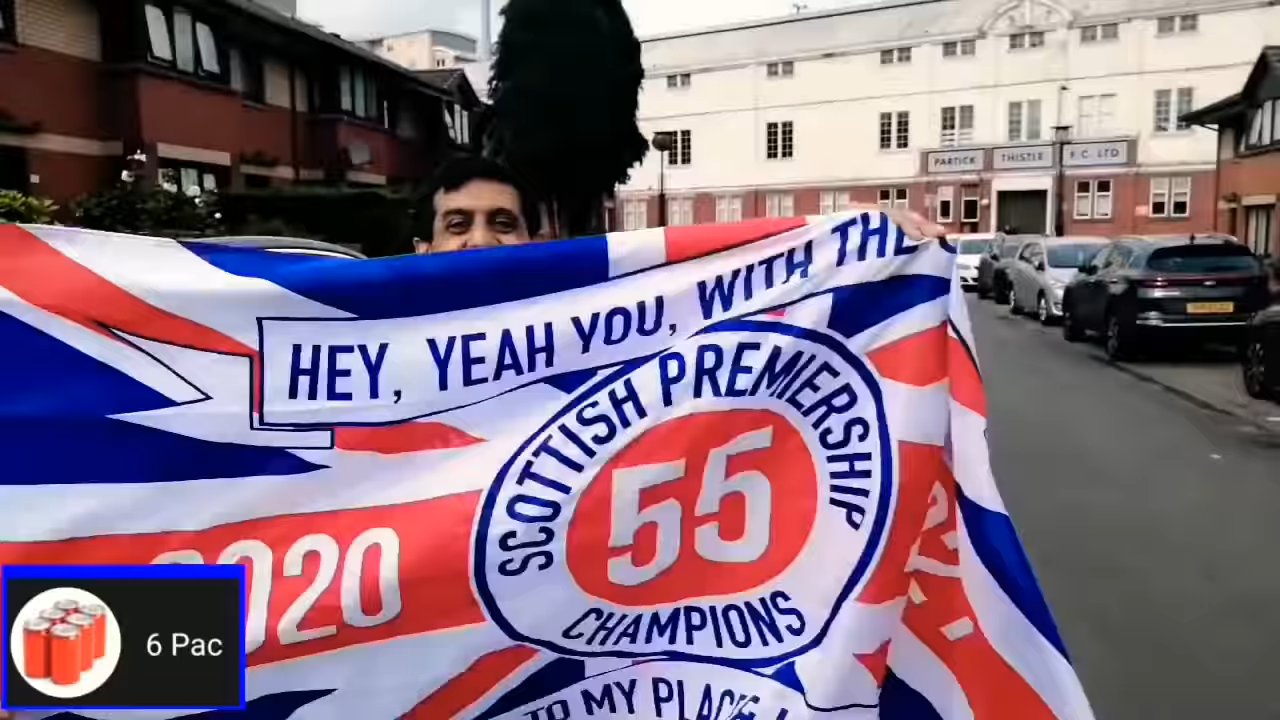 PARTICK THISTLE F.C. LTD
HEY, YEAH YOU, WITH THE
SCOTTISH PREMIERSHIP
55
CHAMPIONS
2020
TO MY PLACE
6 Pac